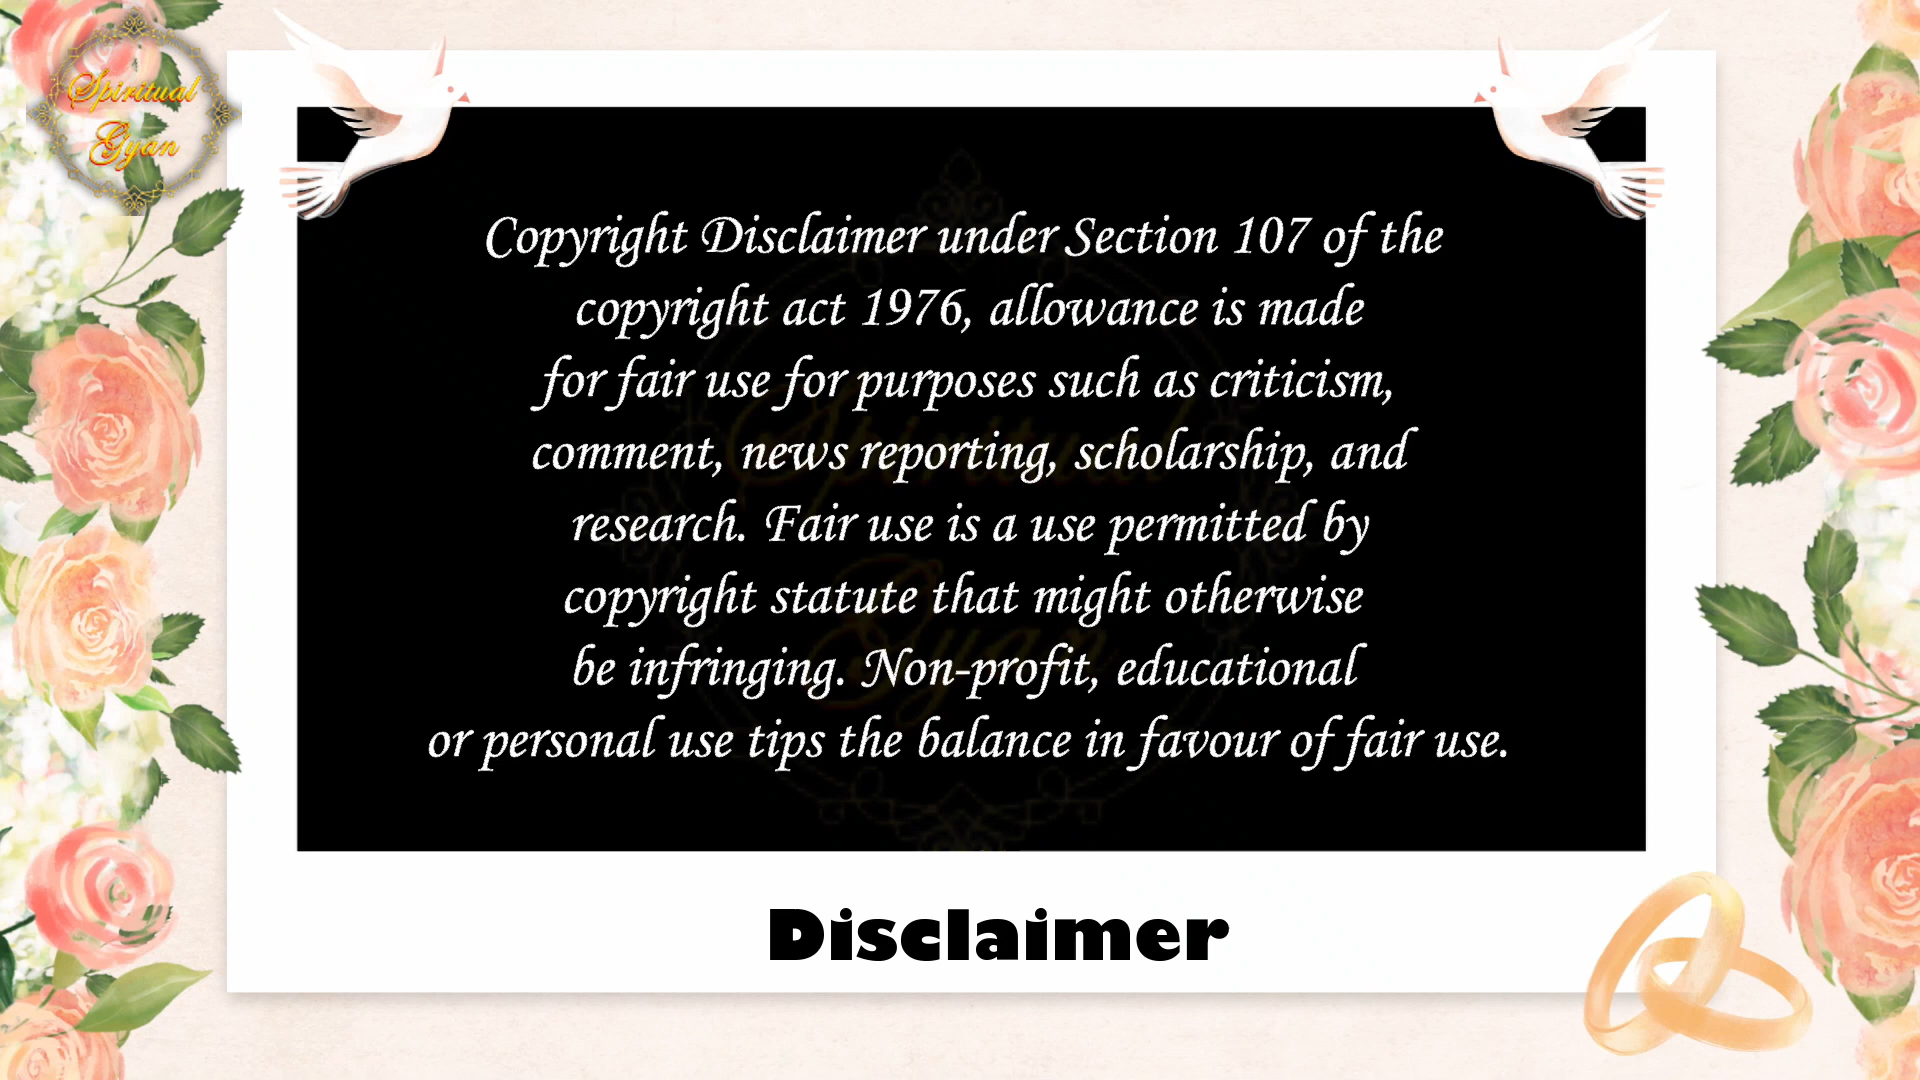 Spiritual
Gyan
Copyright Disclaimer under Section 107 of the
copyright act 1976, allowance is made
for fair use for purposes such as criticism,
comment, news reporting, scholarship, and
research. Fair use is a use permitted by
copyright statute that might otherwise
be infringing. Non-profit, educational
or personal use tips the balance in favour of fair use.
Disclaimer